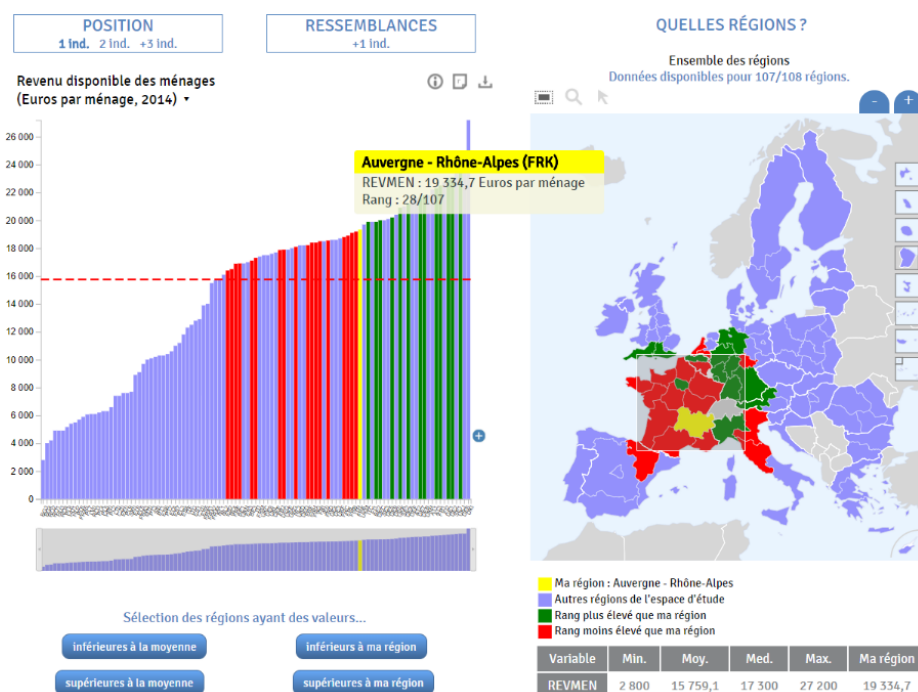 POSITION
1 ind. 2 ind. +3 ind.
RESSEMBLANCES
+1 ind.
QUELLES RÉGIONS ?
Ensemble des régions
Données disponibles pour 107/108 régions.
Revenu disponible des ménages
(Euros par ménage, 2014)
- +
26 000
24 000
22 000
20 000
18 000
16 000
14 000
12 000
10 000
8 000
6 000
4 000
2 000
0
Auvergne - Rhône-Alpes (FRK)
REVMEN : 19 334,7 Euros par ménage
Rang : 28/107
Ma région : Auvergne - Rhône-Alpes
Autres régions de l'espace d'étude
Rang plus élevé que ma région
Rang moins élevé que ma région
Sélection des régions ayant des valeurs...
inférieures à la moyenne
inférieurs à ma région
supérieures à la moyenne
supérieurs à ma région
Variable Min. Moy. Med. Max. Ma région
REVMEN 2 800 15 759,1 17 300 27 200 19 334,7